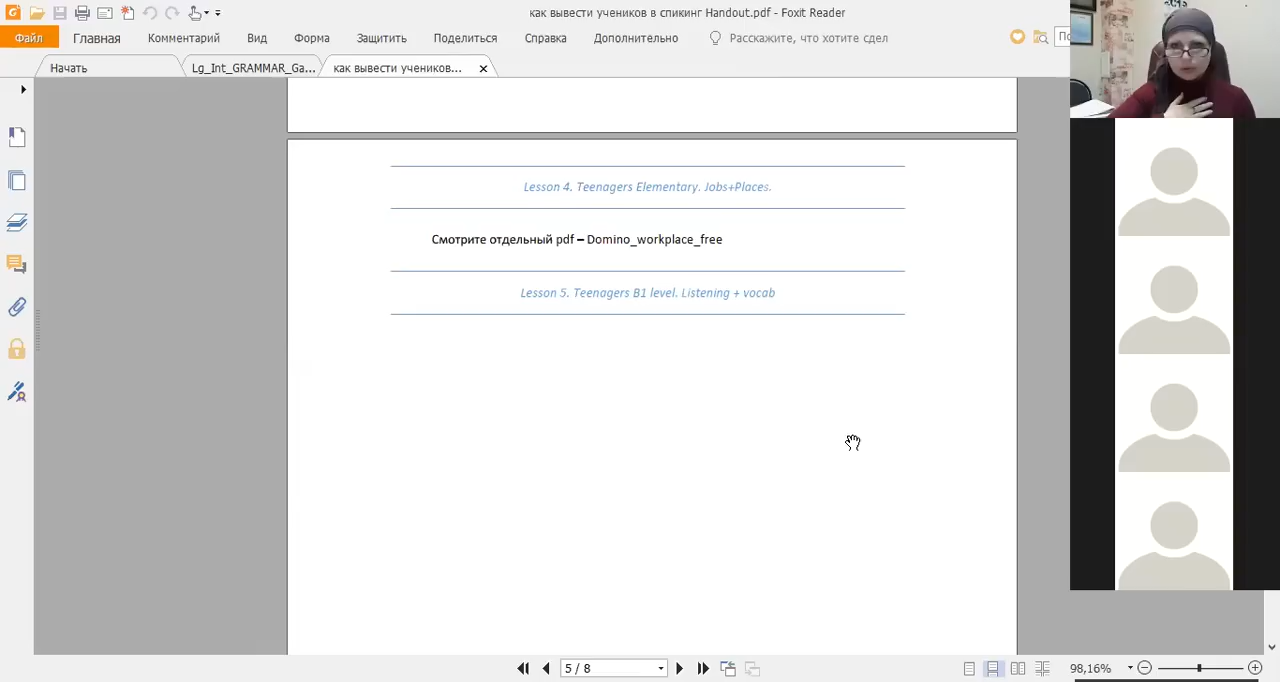 как вывести учеников в спикинг Handout.pdf - Foxit Reader
Файл Главная Комментарий Вид Форма Защитить Поделиться Справка Дополнительно Расскажите, что хотите сдел
Начать Lg_Int_GRAMMAR_Ga... как вывести учеников...
Lesson 4. Teenagers Elementary. Jobs+Places.
Смотрите отдельный pdf – Domino_workplace_free
Lesson 5. Teenagers B1 level. Listening + vocab
5 / 8 98,16%